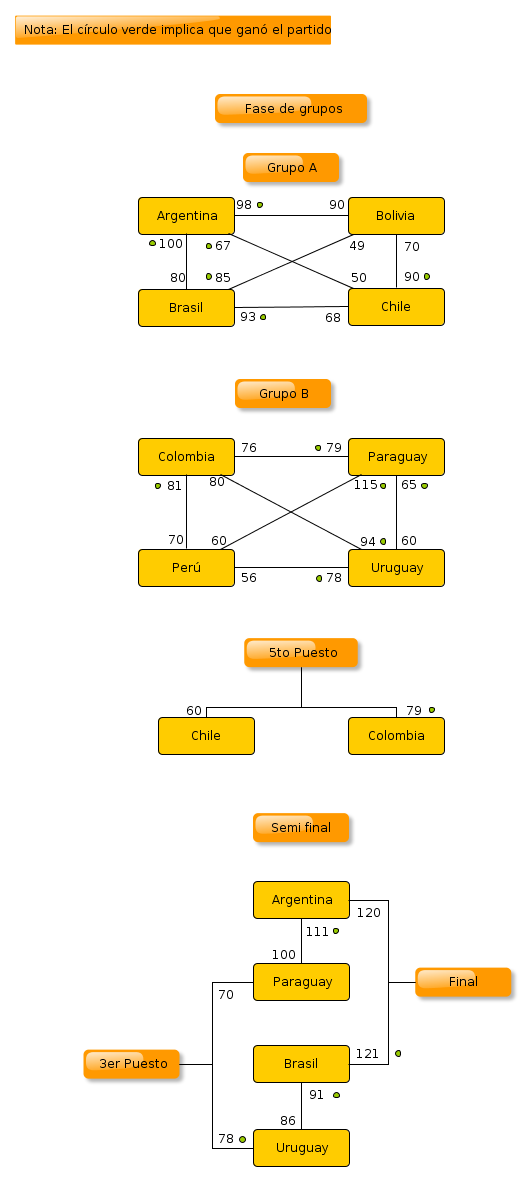 Nota: El círculo verde implica que ganó el partido
Fase de grupos
Grupo A
98 90
Argentina Bolivia
100 67 49 70
80 85 50 90
Brasil Chile
93 68
Grupo B
76 79
Colombia Paraguay
81 80 115 65
70 60 94 60
Perú Uruguay
56 78
5to Puesto
60 79
Chile Colombia
Semi final
Argentina
120
111
100
Paraguay Final
70
121
3er Puesto Brasil
91
86
78
Uruguay